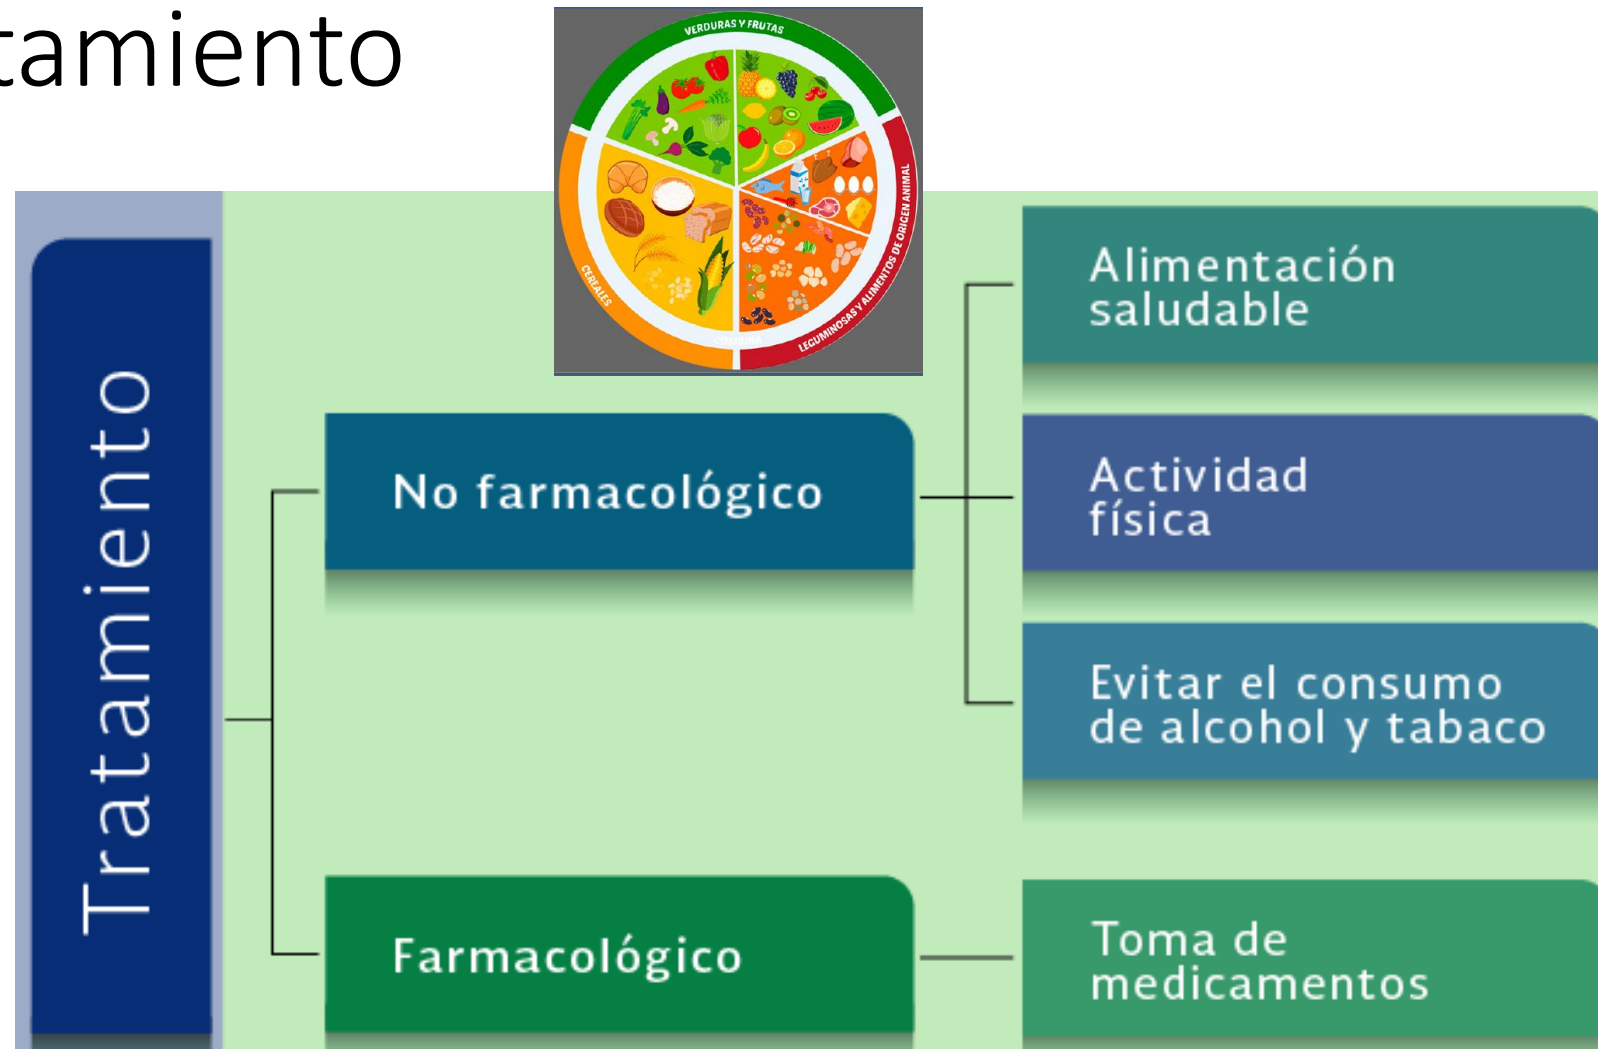 tamiento
VERDURAS Y FRUTAS
CEREALES
LEGUMINOSAS Y ALIMENTOS DE ORIGEN ANIMAL
Tratamiento
No farmacológico
Alimentación
saludable
Actividad
física
Evitar el consumo
de alcohol y tabaco
Farmacológico
Toma de
medicamentos